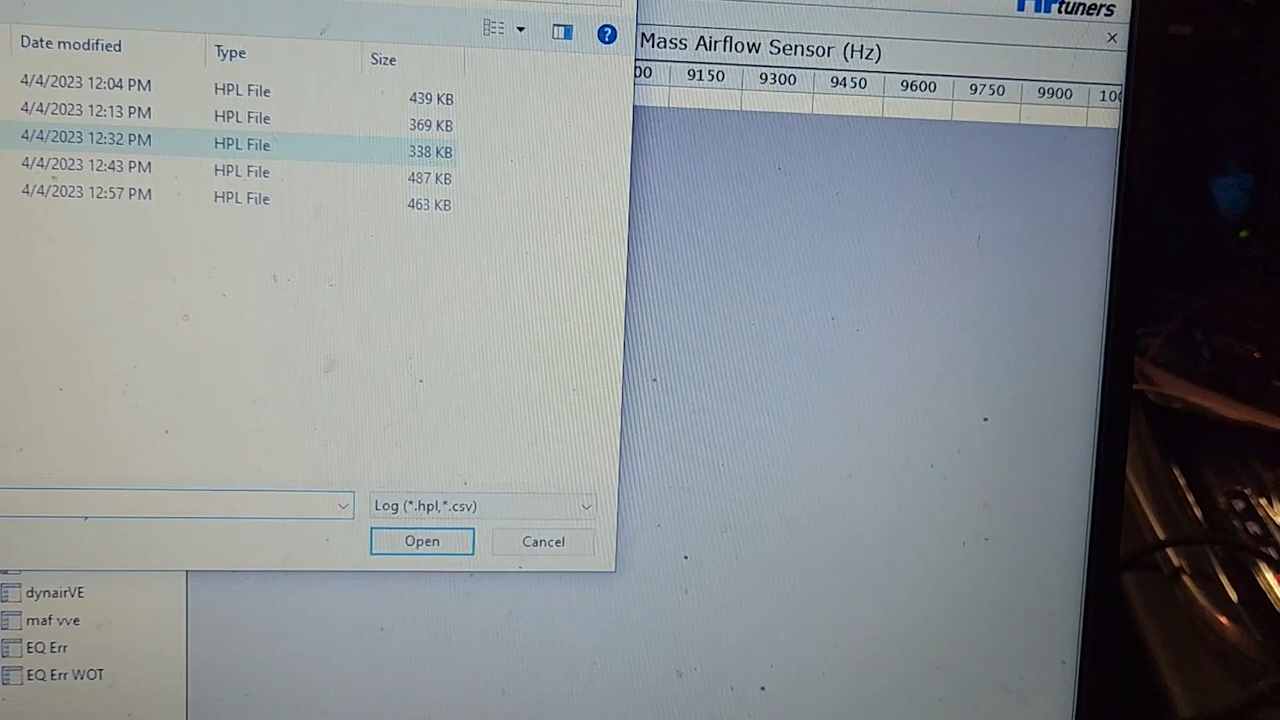 tuners
Mass Airflow Sensor (Hz)
00 9150 9300 9450 9600 9750 9900
Date modified Type Size
4/4/2023 12:04 PM HPL File 439 KB
4/4/2023 12:13 PM HPL File 369 KB
4/4/2023 12:32 PM HPL File 338 KB
4/4/2023 12:43 PM HPL File 487 KB
4/4/2023 12:57 PM HPL File 463 KB
Log (*.hpl,*.csv)
Open Cancel
dynairVE
maf vve
EQ Err
EQ Err WOT